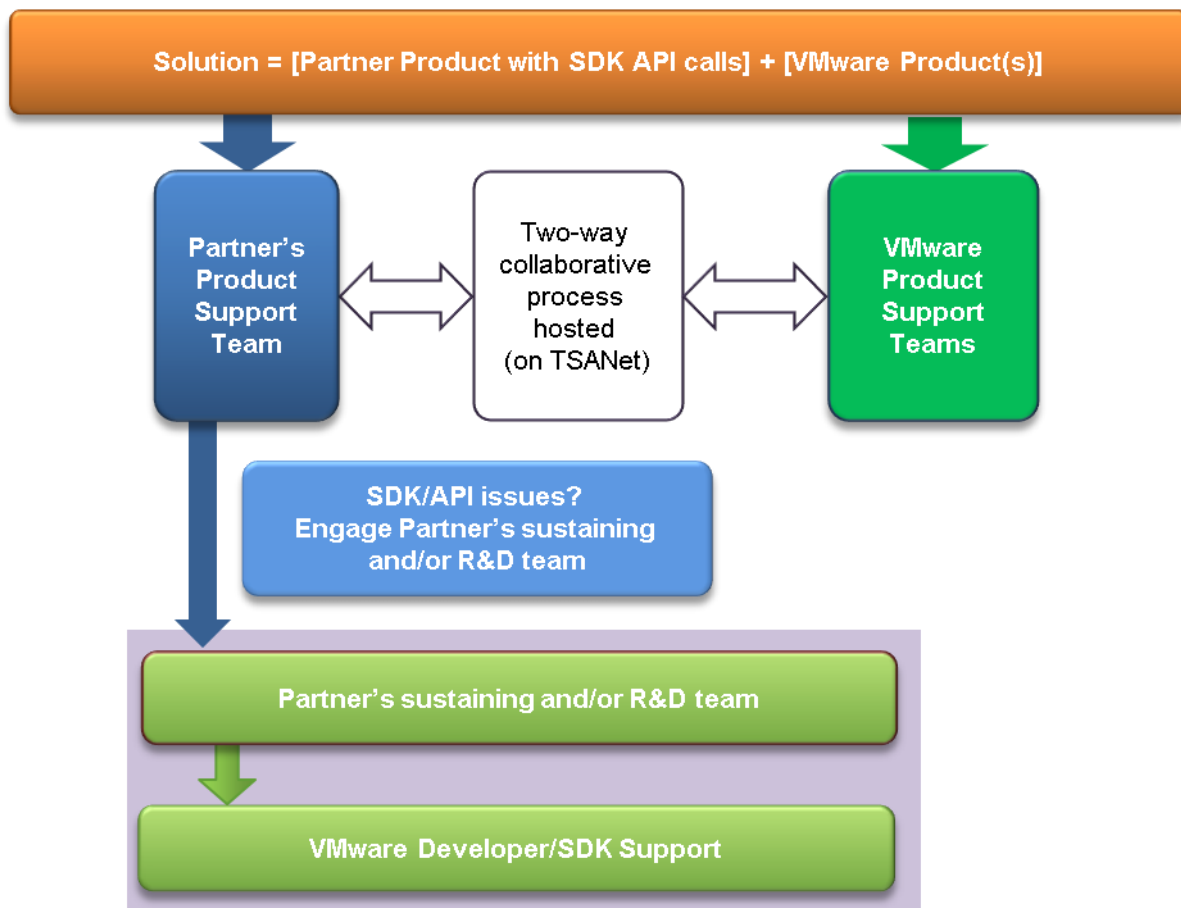 Solution = [Partner Product with SDK API calls] + [VMware Product(s)]
Partner’s
Product
Support
Team
Two-way
collaborative
process
hosted
(on TSANet)
VMware
Product
Support
Teams
SDK/API issues?
Engage Partner’s sustaining
and/or R&D team
Partner’s sustaining and/or R&D team
VMware Developer/SDK Support